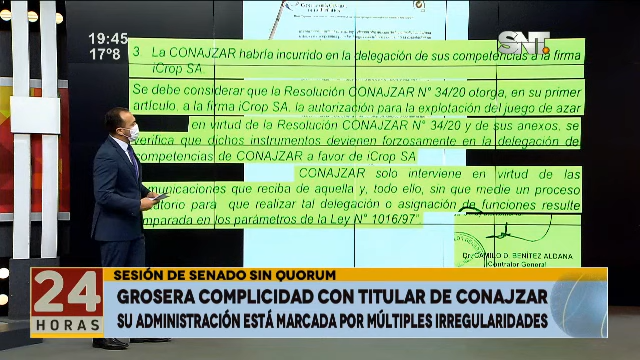 19:45
17°8
SNT
3 La CONAJZAR habría incurrido en la delegación de sus competencias a la firma
iCrop SA.
Se debe considerar que la Resolución CONAJZAR N° 34/20 otorga, en su primer
artículo, a la firma iCrop SA. la autorización para la explotación del juego de azar
en virtud de la Resolución CONAJZAR N° 34/20 y de sus anexos, se
verifica que dichos instrumentos devienen forzosamente en la delegación de
competencias de CONAJZAR a favor de iCrop SA
CONAJZAR solo interviene en virtud de las
municaciones que reciba de aquella y, todo ello, sin que medie un proceso
atorio para que realizar tal delegación o asignación de funciones resulte
mparada en los parámetros de la Ley N° 1016/97"
Dr. CAMILO D. BENÍTEZ ALDANA
Contralor General
24
HORAS
SESIÓN DE SENADO SIN QUORUM
GROSERA COMPLICIDAD CON TITULAR DE CONAJZAR
SU ADMINISTRACIÓN ESTÁ MARCADA POR MÚLTIPLES IRREGULARIDADES